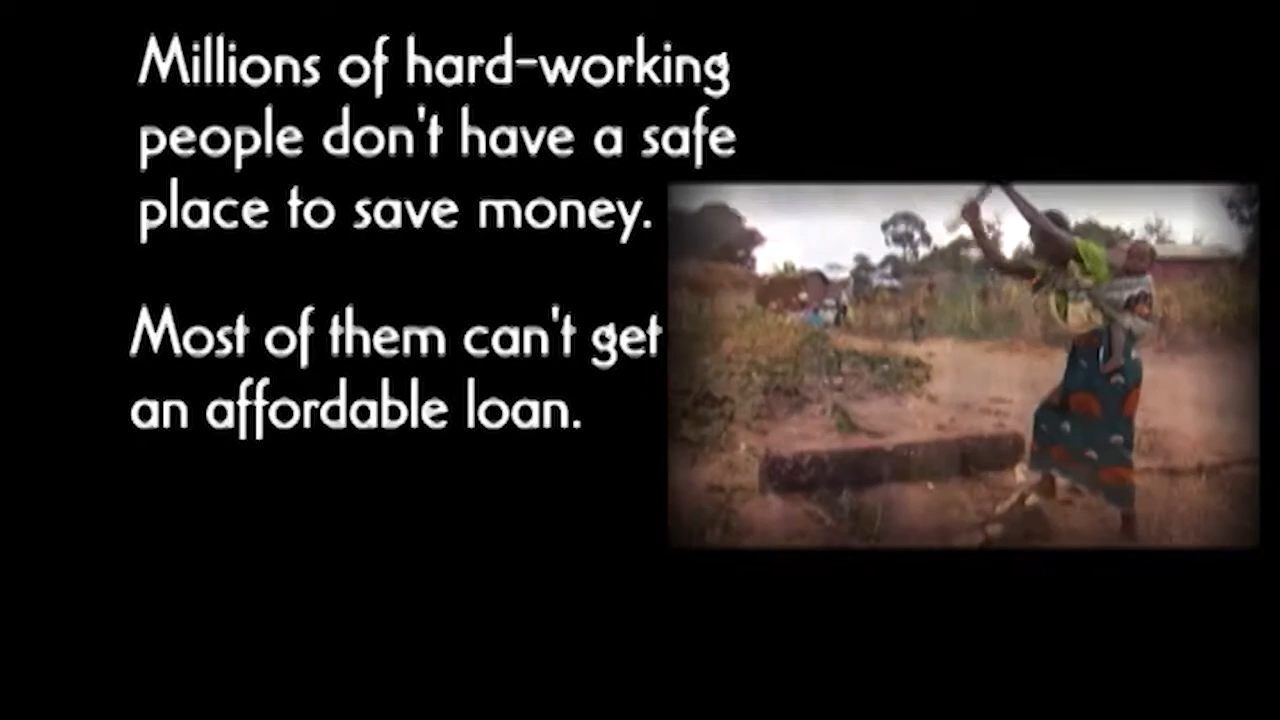 Millions of hard-working
people don't have a safe
place to save money.
Most of them can't get
an affordable loan.